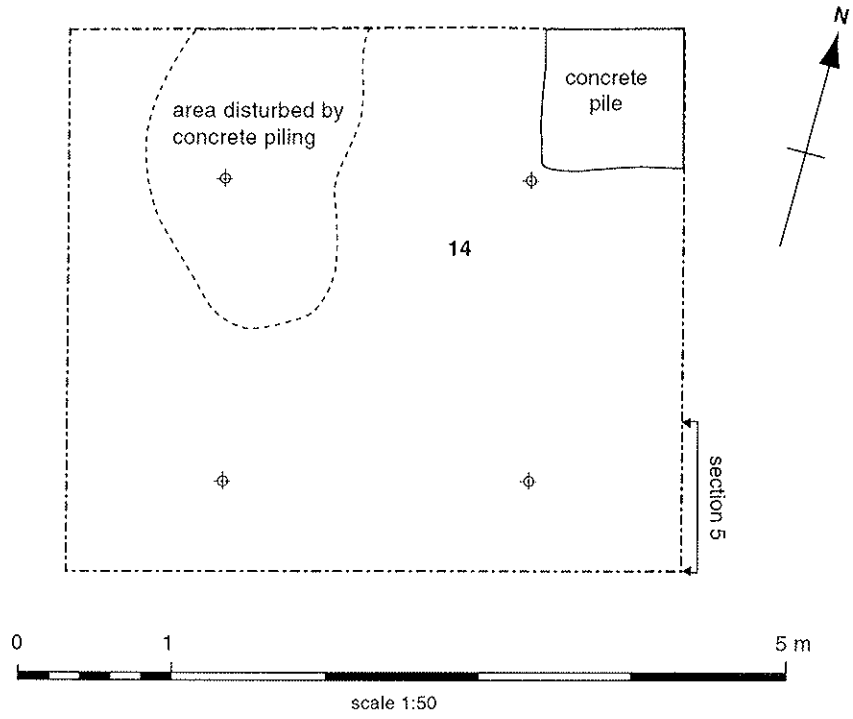 N
area disturbed by
concrete piling
concrete
pile
14
section 5
0 1 5 m
scale 1:50